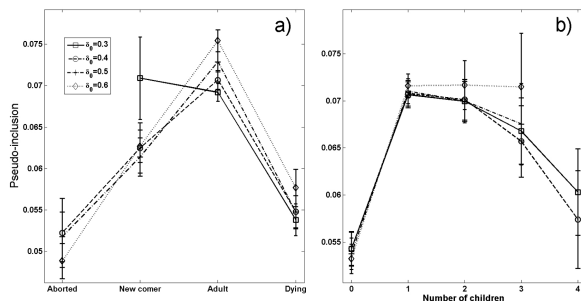 a)
b)
Pseudo-inclusion
0.075
0.07
0.065
0.06
0.055
0.05
δ₀=0.3
δ₀=0.4
δ₀=0.5
δ₀=0.6
Aborted New comer Adult Dying
0.075
0.07
0.065
0.06
0.055
0 1 2 3 4
Number of children